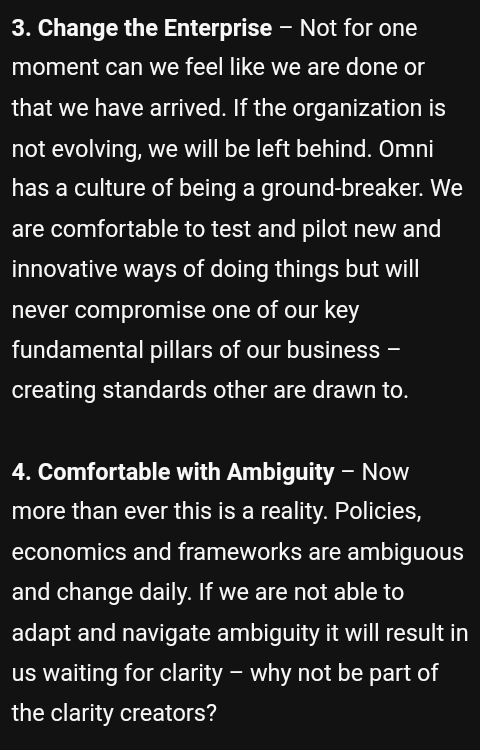 3. Change the Enterprise – Not for one
moment can we feel like we are done or
that we have arrived. If the organization is
not evolving, we will be left behind. Omni
has a culture of being a ground-breaker. We
are comfortable to test and pilot new and
innovative ways of doing things but will
never compromise one of our key
fundamental pillars of our business –
creating standards other are drawn to.
4. Comfortable with Ambiguity – Now
more than ever this is a reality. Policies,
economics and frameworks are ambiguous
and change daily. If we are not able to
adapt and navigate ambiguity it will result in
us waiting for clarity – why not be part of
the clarity creators?